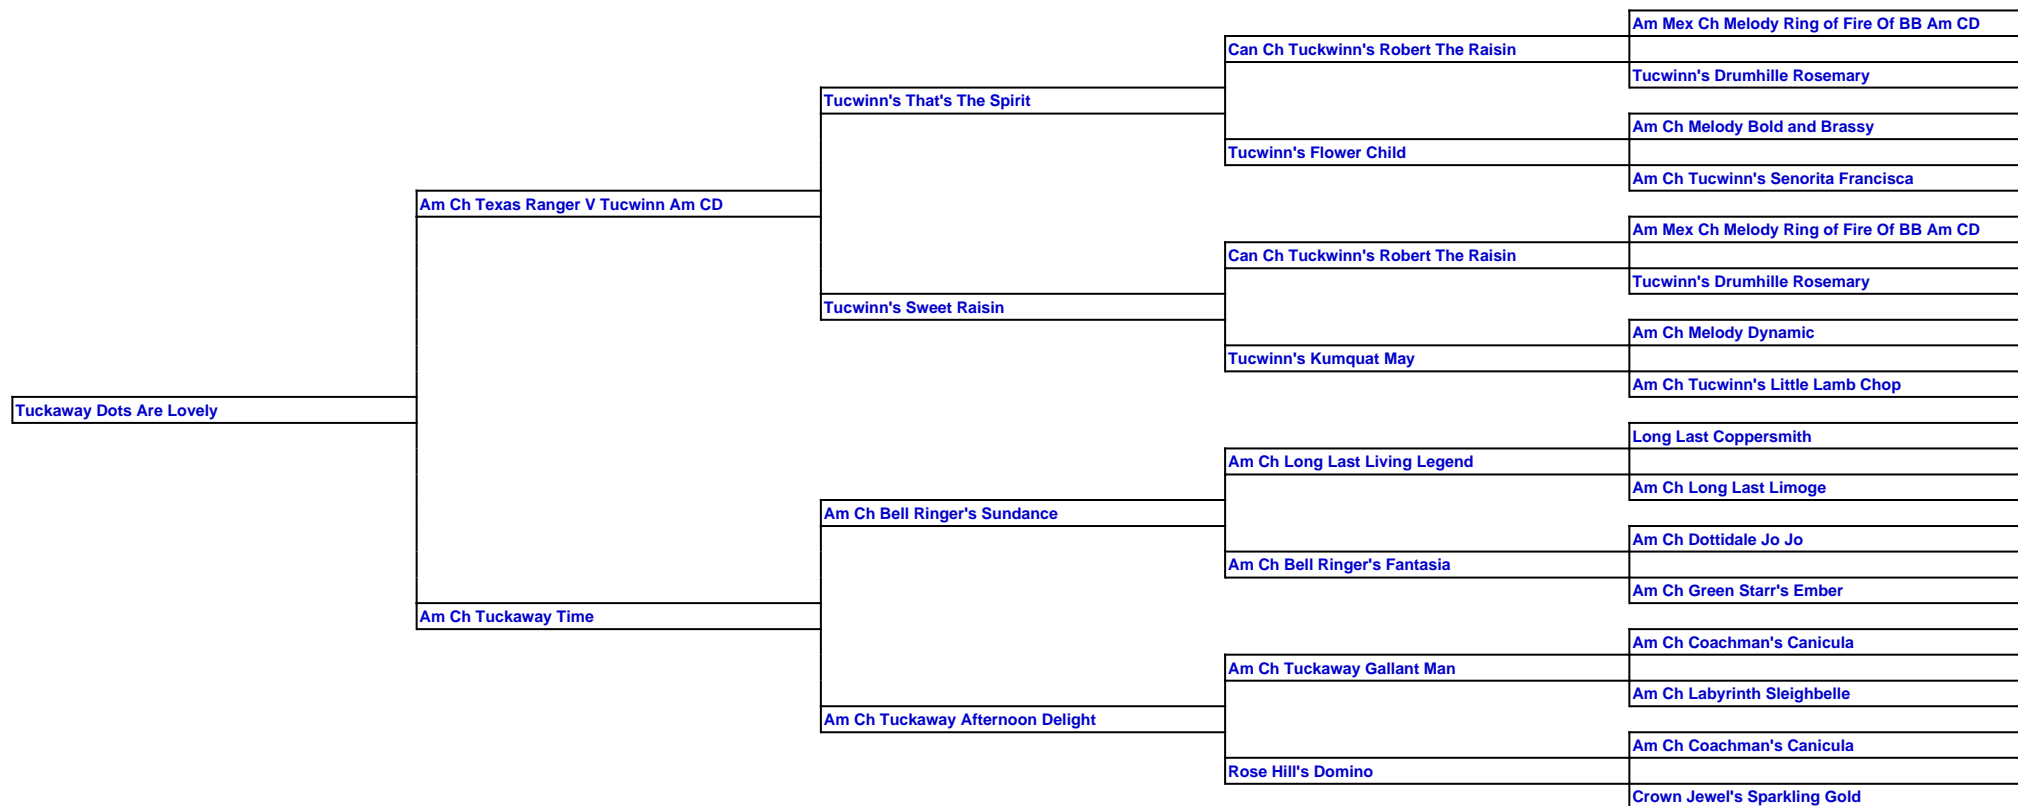 Am Mex Ch Melody Ring of Fire Of BB Am CD
Can Ch Tuckwinn's Robert The Raisin
Tucwinn's Drumhille Rosemary
Tucwinn's That's The Spirit
Am Ch Melody Bold and Brassy
Tucwinn's Flower Child
Am Ch Tucwinn's Senorita Francisca
Am Ch Texas Ranger V Tucwinn Am CD
Am Mex Ch Melody Ring of Fire Of BB Am CD
Can Ch Tuckwinn's Robert The Raisin
Tucwinn's Drumhille Rosemary
Tucwinn's Sweet Raisin
Am Ch Melody Dynamic
Tucwinn's Kumquat May
Am Ch Tucwinn's Little Lamb Chop
Tuckaway Dots Are Lovely
Long Last Coppersmith
Am Ch Long Last Living Legend
Am Ch Long Last Limoge
Am Ch Bell Ringer's Sundance
Am Ch Dottidale Jo Jo
Am Ch Bell Ringer's Fantasia
Am Ch Green Starr's Ember
Am Ch Tuckaway Time
Am Ch Coachman's Canicula
Am Ch Tuckaway Gallant Man
Am Ch Labyrinth Sleighbelle
Am Ch Tuckaway Afternoon Delight
Am Ch Coachman's Canicula
Rose Hill's Domino
Crown Jewel's Sparkling Gold